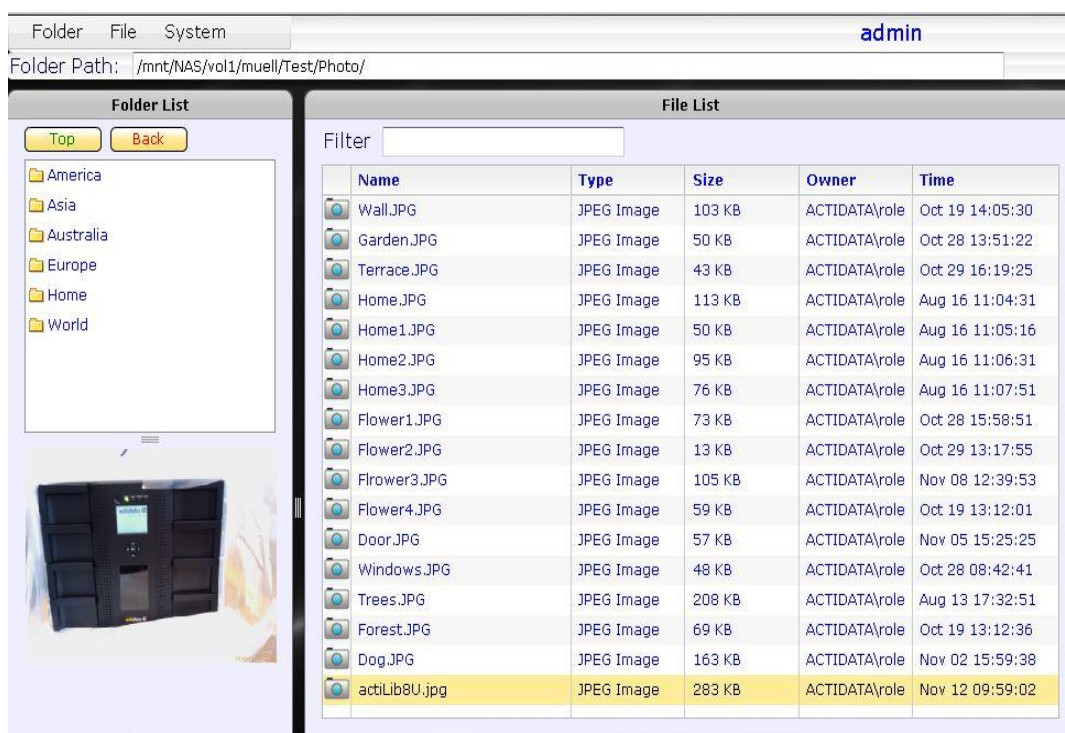 Folder File System admin
Folder Path: /mnt/NAS/vol1/muell/Test/Photo/
Folder List
Top Back
America
Asia
Australia
Europe
Home
World
File List
Filter
Name Type Size Owner Time
Wall.JPG JPEG Image 103 KB ACTIDATA\role Oct 19 14:05:30
Garden.JPG JPEG Image 50 KB ACTIDATA\role Oct 28 13:51:22
Terrace.JPG JPEG Image 43 KB ACTIDATA\role Oct 29 16:19:25
Home.JPG JPEG Image 113 KB ACTIDATA\role Aug 16 11:04:31
Home1.JPG JPEG Image 50 KB ACTIDATA\role Aug 16 11:05:16
Home2.JPG JPEG Image 95 KB ACTIDATA\role Aug 16 11:06:31
Home3.JPG JPEG Image 76 KB ACTIDATA\role Aug 16 11:07:51
Flower1.JPG JPEG Image 73 KB ACTIDATA\role Oct 28 15:58:51
Flower2.JPG JPEG Image 13 KB ACTIDATA\role Oct 29 13:17:55
Flrower3.JPG JPEG Image 105 KB ACTIDATA\role Nov 08 12:39:53
Flower4.JPG JPEG Image 59 KB ACTIDATA\role Oct 19 13:12:01
Door.JPG JPEG Image 57 KB ACTIDATA\role Nov 05 15:25:25
Windows.JPG JPEG Image 48 KB ACTIDATA\role Oct 28 08:42:41
Trees.JPG JPEG Image 208 KB ACTIDATA\role Aug 13 17:32:51
Forest.JPG JPEG Image 69 KB ACTIDATA\role Oct 19 13:12:36
Dog.JPG JPEG Image 163 KB ACTIDATA\role Nov 02 15:59:38
actiLib8U.jpg JPEG Image 283 KB ACTIDATA\role Nov 12 09:59:02